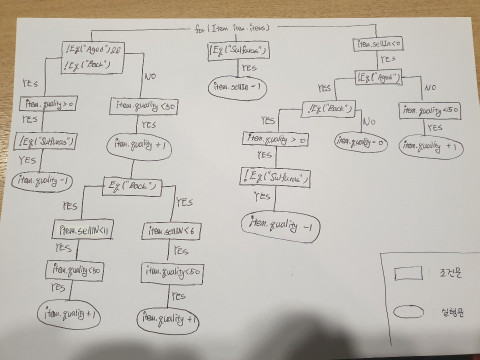 for (Item item : items)
!Eq("Aged") &&
!Eq("Back")
YES
NO
item.quality > 0
YES
!Eq("Sulfuras")
YES
item.quality -1
item.quality < 50
YES
item.quality + 1
Eq("Back")
YES
YES
item.sellIN < 11
YES
item.quality < 50
YES
item.quality + 1
item.sellIN < 6
YES
item.quality < 50
YES
item.quality + 1
!Eq("Sulfuras")
YES
item.sellIn - 1
item.sellIn < 0
YES
!Eq("Aged")
YES
NO
!Eq("Back")
YES
NO
item.quality > 0
YES
!Eq("Sulfuras")
YES
item.quality -1
item.quality = 0
item.quality < 50
YES
item.quality + 1
조건문
실행문